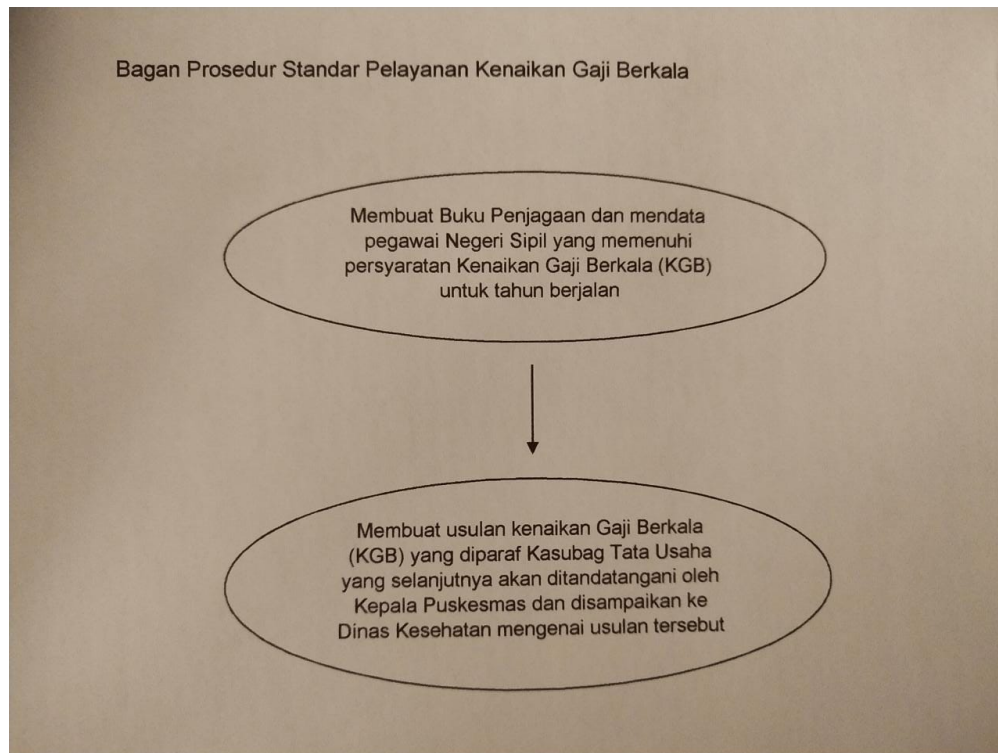 Bagan Prosedur Standar Pelayanan Kenaikan Gaji Berkala
Membuat Buku Penjagaan dan mendata
pegawai Negeri Sipil yang memenuhi
persyaratan Kenaikan Gaji Berkala (KGB)
untuk tahun berjalan
Membuat usulan kenaikan Gaji Berkala
(KGB) yang diparaf Kasubag Tata Usaha
yang selanjutnya akan ditandatangani oleh
Kepala Puskesmas dan disampaikan ke
Dinas Kesehatan mengenai usulan tersebut